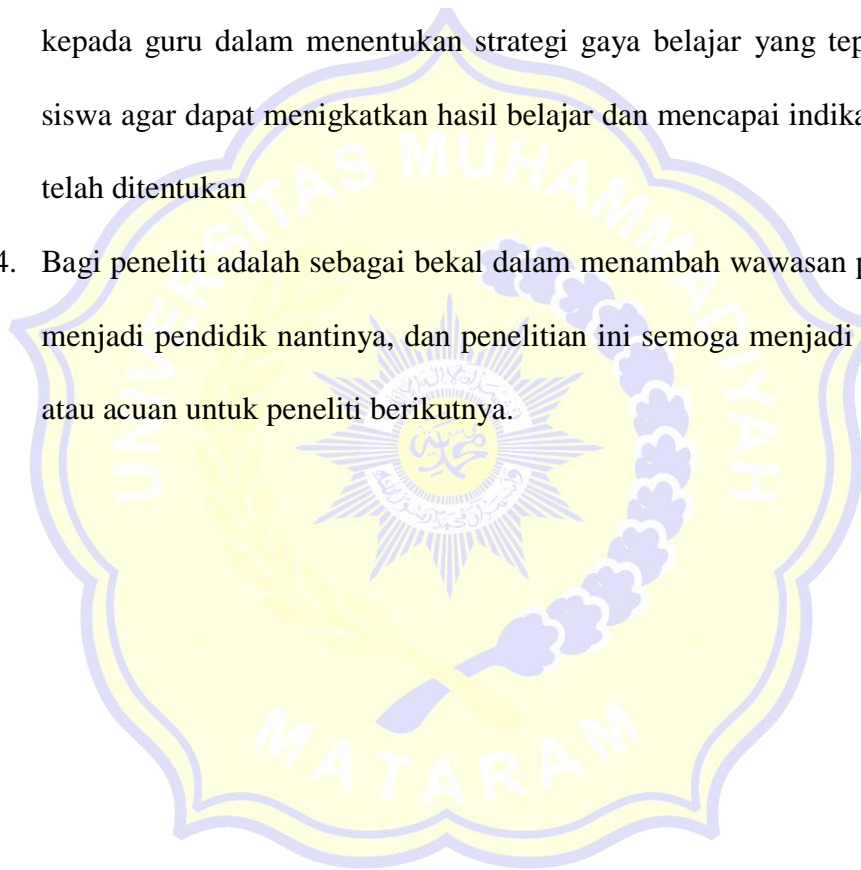 kepada guru dalam menentukan strategi gaya belajar yang tep
siswa agar dapat menigkatkan hasil belajar dan mencapai indika
telah ditentukan
4. Bagi peneliti adalah sebagai bekal dalam menambah wawasan p
menjadi pendidik nantinya, dan penelitian ini semoga menjadi
atau acuan untuk peneliti berikutnya.
UNIVERSITAS MUHAMMADIYAH
MATARAM